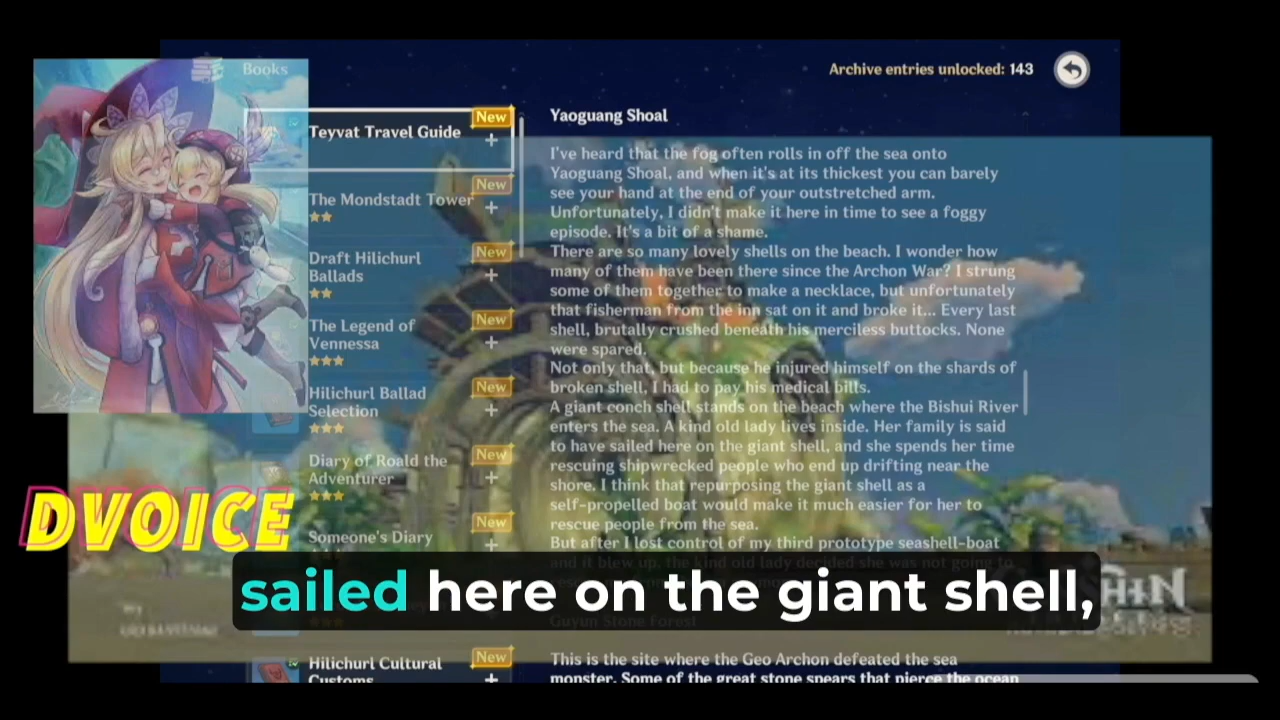 Books
Archive entries unlocked: 143
Teyvat Travel Guide
New
The Mondstadt Tower
New
Draft Hilichurl
Ballads
New
The Legend of
Vennessa
New
Hilichurl Ballad
Selection
New
Diary of Roald the
Adventurer
New
Someone's Diary
New
Hilichurl Cultural
Customs
New
Yaoguang Shoal
I've heard that the fog often rolls in off the sea onto
Yaoguang Shoal, and when it's at its thickest you can barely
see your hand at the end of your outstretched arm.
Unfortunately, I didn't make it here in time to see a foggy
episode. It's a bit of a shame.
There are so many lovely shells on the beach. I wonder how
many of them have been there since the Archon War? I strung
some of them together to make a necklace, but unfortunately
that fisherman from the inn sat on it and broke it... Every last
shell, brutally crushed beneath his merciless buttocks. None
were spared.
Not only that, but because he injured himself on the shards of
broken shell, I had to pay his medical bills.
A giant conch shell stands on the beach where the Bishui River
enters the sea. A kind old lady lives inside. Her family is said
to have sailed here on the giant shell, and she spends her time
rescuing shipwrecked people who end up drifting near the
shore. I think that repurposing the giant shell as a
self-propelled boat would make it much easier for her to
rescue people from the sea.
But after I lost control of my third prototype seashell-boat
and it blew up, the kind old lady decided she was not going to
Guyun Stone Forest
This is the site where the Geo Archon defeated the sea
monster. Some of the great stone spears that pierce the ocean
DVOICE
sailed here on the giant shell,